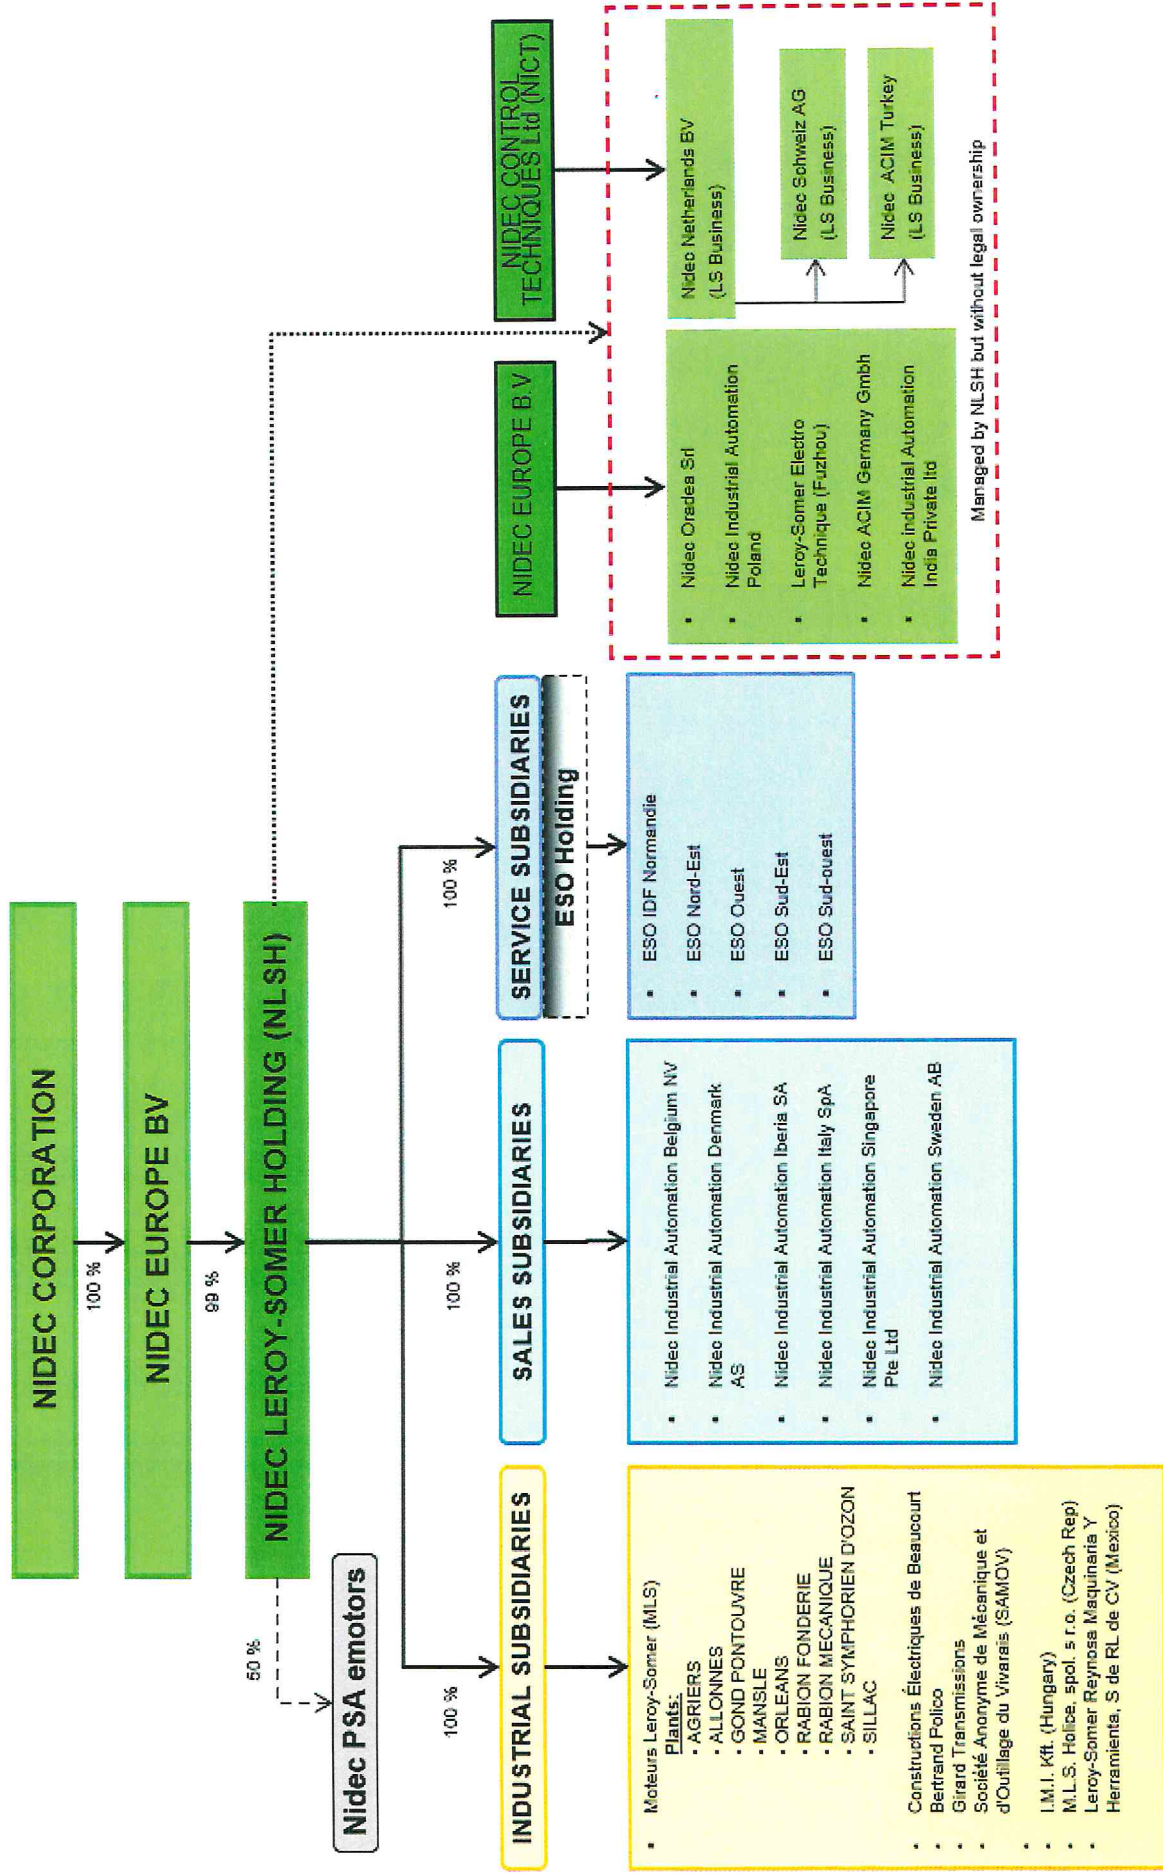 NIDEC CORPORATION
100 %
NIDEC EUROPE BV
99 %
NIDEC LEROY-SOMER HOLDING (NLSH)
50 %
Nidec PSA emotors
100 %
INDUSTRIAL SUBSIDIARIES
• Moteurs Leroy-Somer (MLS)
Plants:
• AGRIERS
• ALLONNES
• GOND PONTOUVRE
• MANSLE
• ORLEANS
• RABION FONDERIE
• RABION MECANIQUE
• SAINT SYMPHORIEN D'OZON
• SILLAC
• Constructions Électriques de Beaucourt
• Bertrand Polico
• Girard Transmissions
• Société Anonyme de Mécanique et
d'Outillage du Vivarais (SAMOV)
•
• I.M.I. Kft. (Hungary)
• M.L.S. Holice, spol. s r.o. (Czech Rep)
• Leroy-Somer Reynosa Maquinaria Y
Herramienta, S de RL de CV (Mexico)
100 %
SALES SUBSIDIARIES
• Nidec Industrial Automation Belgium NV
• Nidec Industrial Automation Denmark
AS
• Nidec Industrial Automation Iberia SA
• Nidec Industrial Automation Italy SpA
• Nidec Industrial Automation Singapore
Pte Ltd
• Nidec Industrial Automation Sweden AB
100 %
SERVICE SUBSIDIARIES
ESO Holding
• ESO IDF Normandie
• ESO Nord-Est
• ESO Ouest
• ESO Sud-Est
• ESO Sud-ouest
NIDEC EUROPE B.V
• Nidec Oradea Srl
• Nidec Industrial Automation
Poland
• Leroy-Somer Electro
Technique (Fuzhou)
• Nidec ACIM Germany Gmbh
• Nidec industrial Automation
India Private ltd
NIDEC CONTROL
TECHNIQUES Ltd (NICT)
Nidec Netherlands BV
(LS Business)
Nidec Schweiz AG
(LS Business)
Nidec ACIM Turkey
(LS Business)
Managed by NLSH but without legal ownership